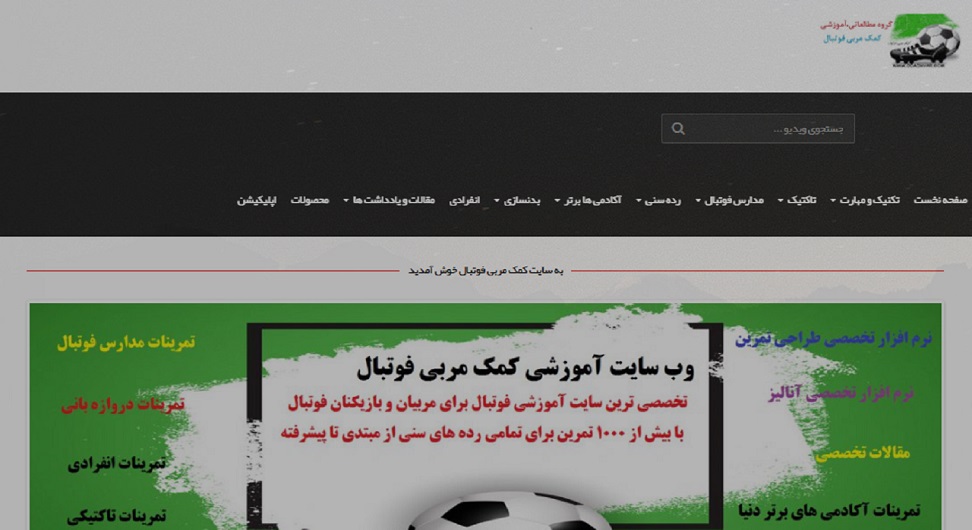 گروه مطالعاتی،آموزشی
کمک مربی فوتبال
جستجوی ویدیو ...
صفحه نخست تکنیک و مهارت تاکتیک مدارس فوتبال رده سنی آکادمی ها برتر بدنسازی انفرادی مقالات و یادداشت ها محصولات اپلیکیشن
به سایت کمک مربی فوتبال خوش آمدید
نرم افزار تخصصی طراحی تمرین
نرم افزار تخصصی آنالیز
مقالات تخصصی
تمرینات آکادمی های برتر دنیا
وب سایت آموزشی کمک مربی فوتبال
تخصصی ترین سایت آموزشی فوتبال برای مربیان و بازیکنان فوتبال
با بیش از ۱۰۰۰ تمرین برای تمامی رده های سنی از مبتدی تا پیشرفته
تمرینات مدارس فوتبال
تمرینات دروازه بانی
تمرینات انفرادی
تمرینات تاکتیکی